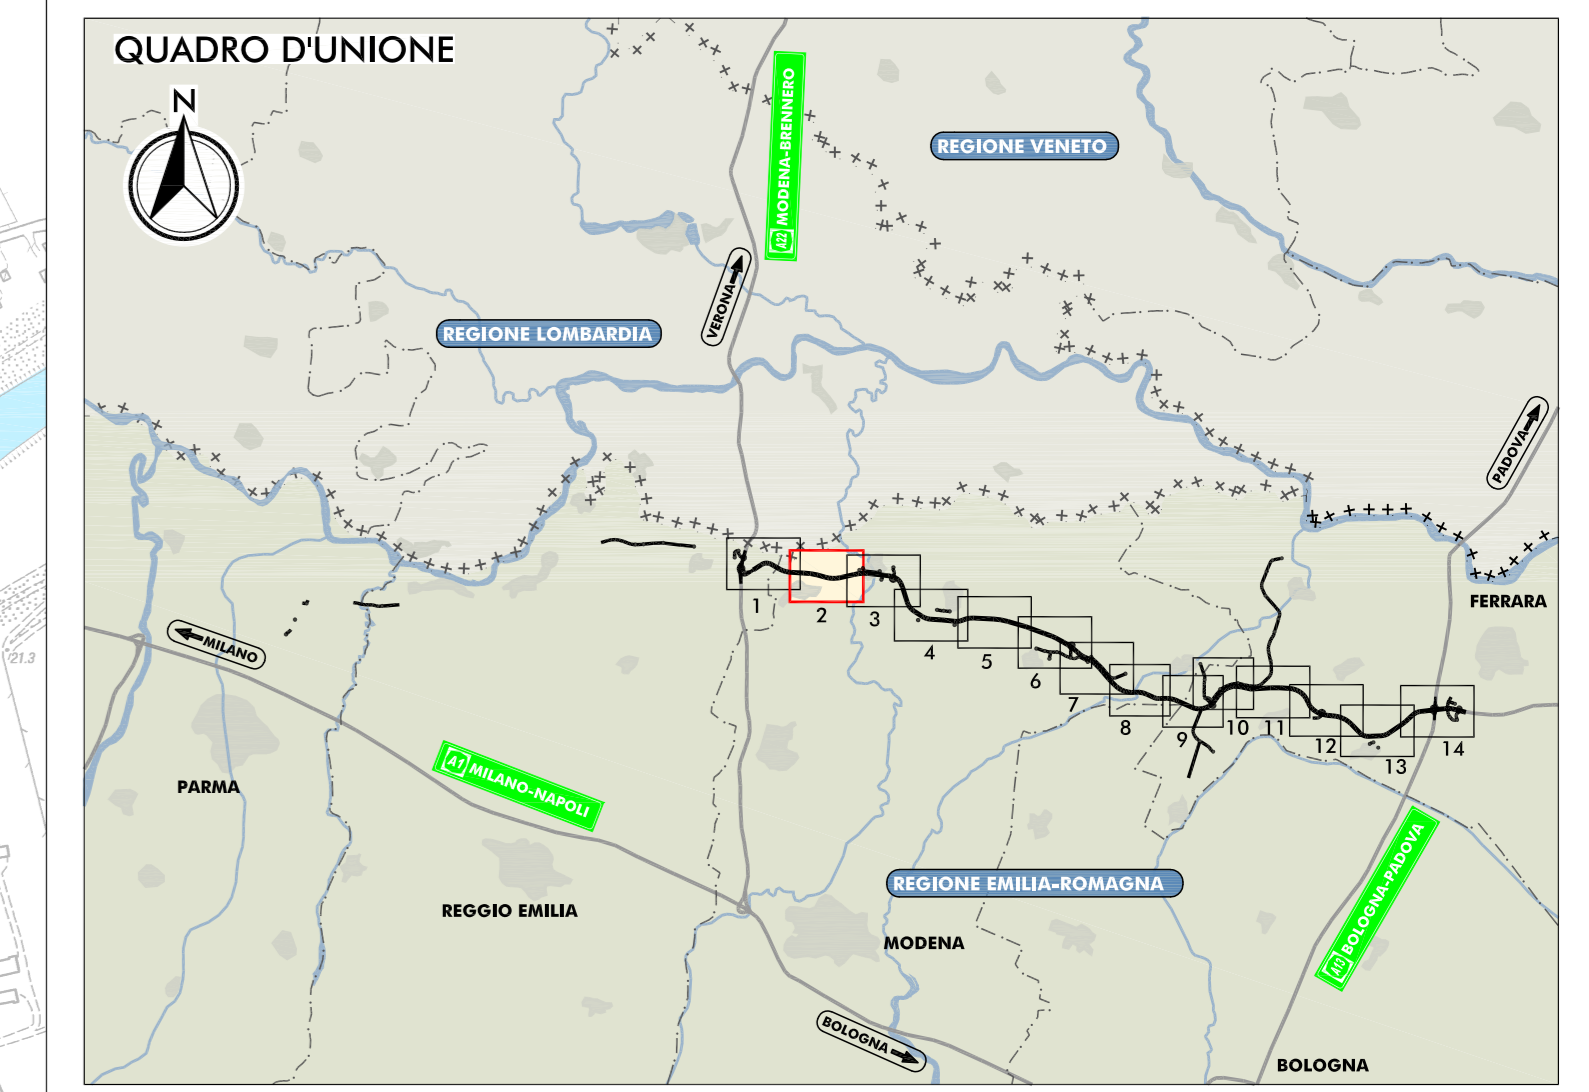 QUADRO D'UNIONE
N
A22 MODENA-BRENNERO
REGIONE VENETO
VERONA
REGIONE LOMBARDIA
PADOVA
1
2
3
4
5
6
7
8
9
10
11
12
13
14
FERRARA
MILANO
21.3
PARMA
A1 MILANO-NAPOLI
REGGIO EMILIA
REGIONE EMILIA-ROMAGNA
MODENA
A13 BOLOGNA-PADOVA
BOLOGNA
BOLOGNA